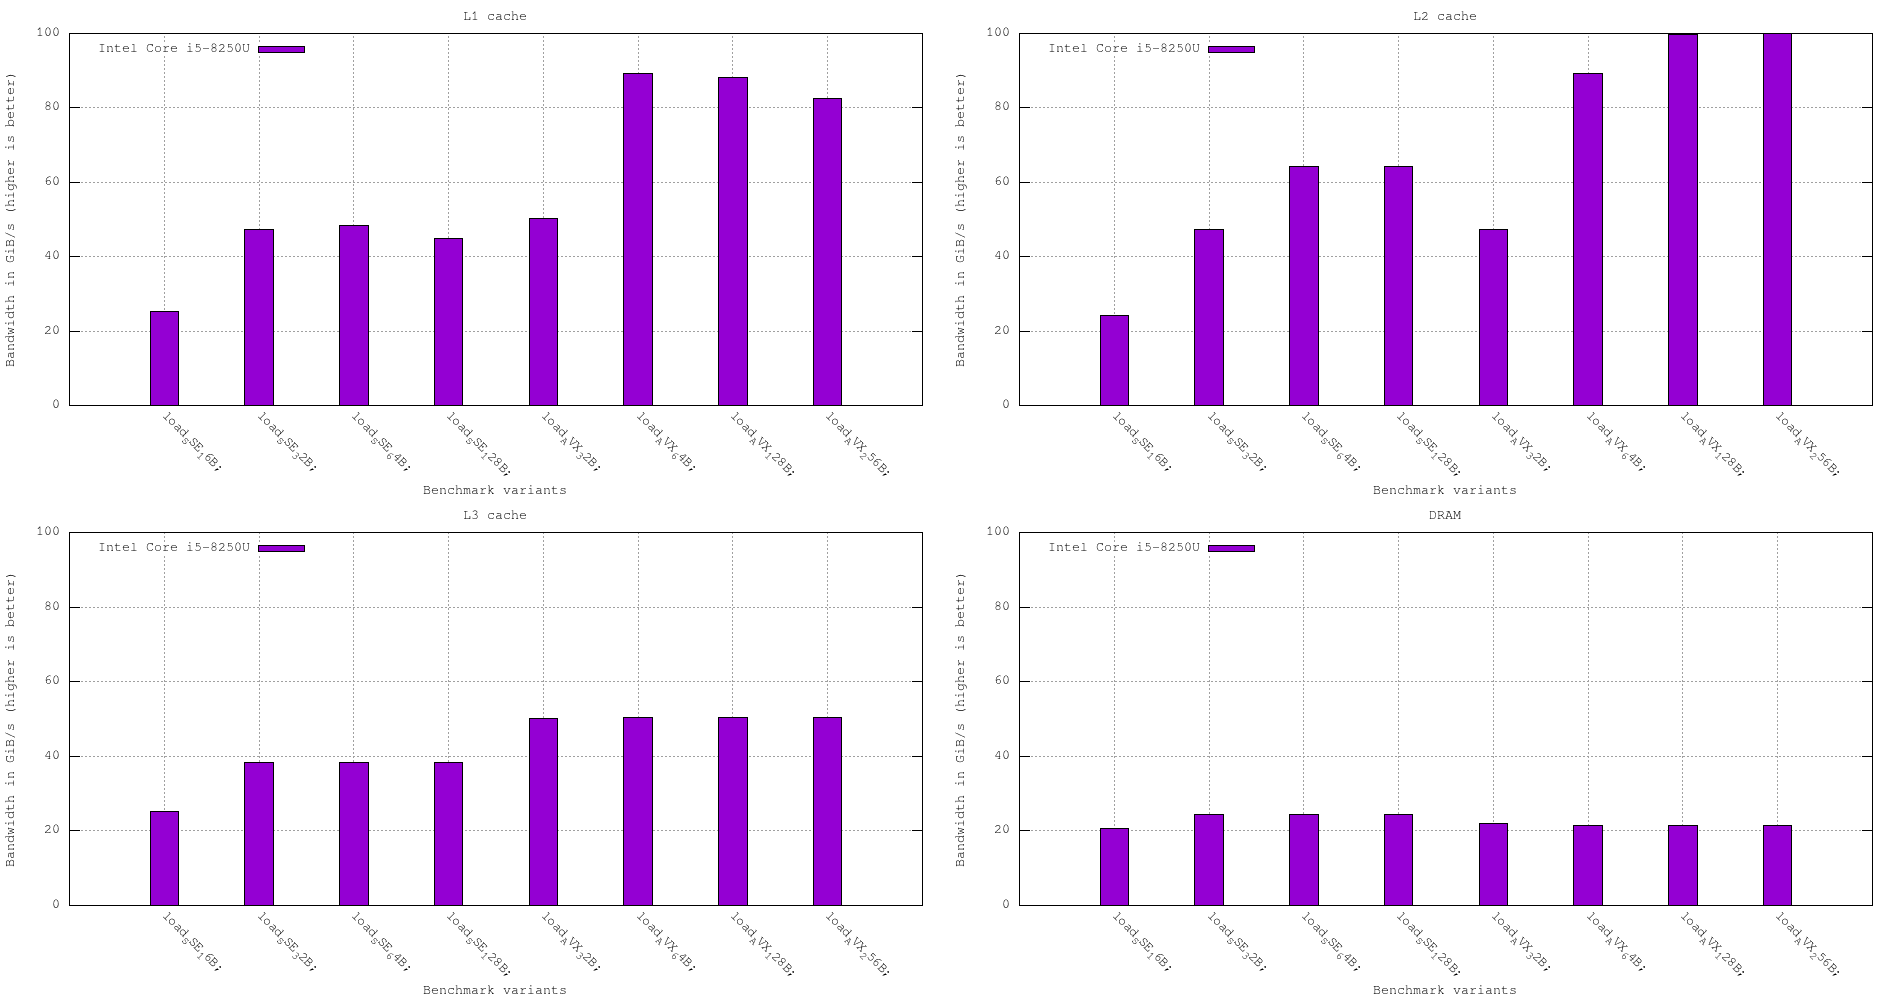 L1 cache
Bandwidth in GiB/s (higher is better)
100
80
60
40
20
0
Intel Core i5-8250U
load_SSE_16B;
load_SSE_32B;
load_SSE_64B;
load_SSE_128B;
load_AVX_32B;
load_AVX_64B;
load_AVX_128B;
load_AVX_256B;
Benchmark variants
L2 cache
Bandwidth in GiB/s (higher is better)
100
80
60
40
20
0
Intel Core i5-8250U
load_SSE_16B;
load_SSE_32B;
load_SSE_64B;
load_SSE_128B;
load_AVX_32B;
load_AVX_64B;
load_AVX_128B;
load_AVX_256B;
Benchmark variants
L3 cache
Bandwidth in GiB/s (higher is better)
100
80
60
40
20
0
Intel Core i5-8250U
load_SSE_16B;
load_SSE_32B;
load_SSE_64B;
load_SSE_128B;
load_AVX_32B;
load_AVX_64B;
load_AVX_128B;
load_AVX_256B;
Benchmark variants
DRAM
Bandwidth in GiB/s (higher is better)
100
80
60
40
20
0
Intel Core i5-8250U
load_SSE_16B;
load_SSE_32B;
load_SSE_64B;
load_SSE_128B;
load_AVX_32B;
load_AVX_64B;
load_AVX_128B;
load_AVX_256B;
Benchmark variants